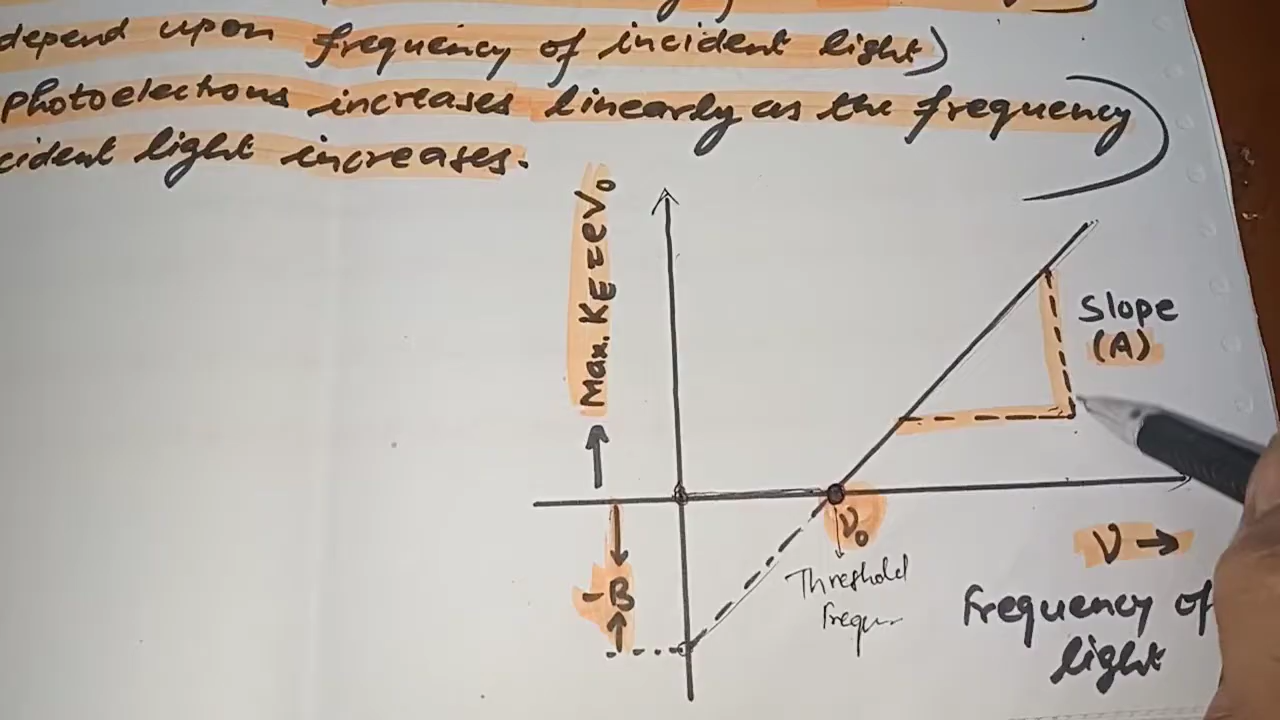 depend upon frequency of incident light)
Photoelectrons increases linearly as the frequency
cident light increases.
Max. KE = eV₀
Slope
(A)
ν₀
Threshold
frequ
-B
ν →
Frequency of
light